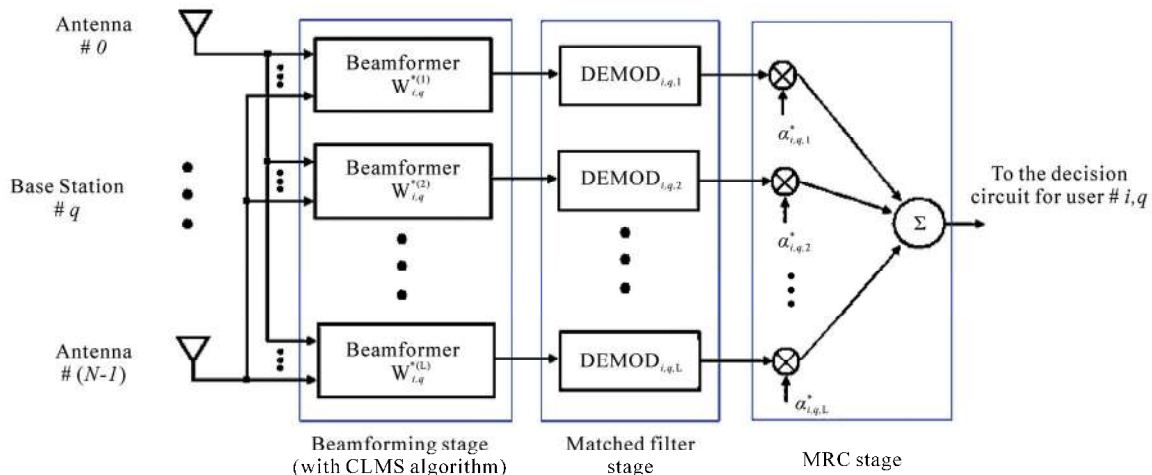 Antenna
# 0
Beamformer
W*(1)i,q
DEMODi,q,1
α*i,q,1
Base Station
# q
Beamformer
W*(2)i,q
DEMODi,q,2
α*i,q,2
Σ
To the decision
circuit for user # i,q
Antenna
# (N-1)
Beamformer
W*(L)i,q
DEMODi,q,L
α*i,q,L
Beamforming stage
(with CLMS algorithm)
Matched filter
stage
MRC stage